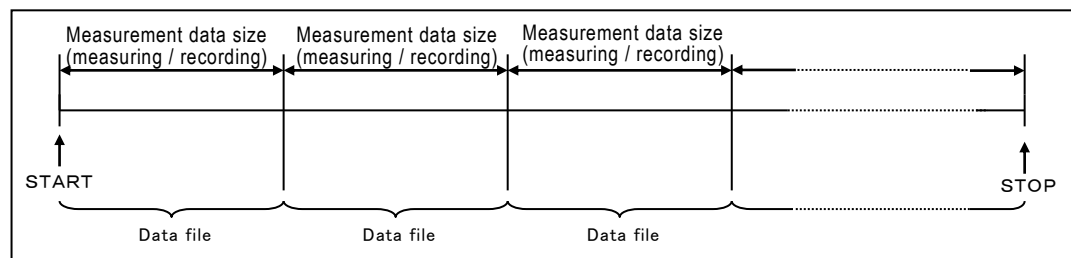 Measurement data size
(measuring / recording)
Measurement data size
(measuring / recording)
Measurement data size
(measuring / recording)
START
STOP
Data file
Data file
Data file